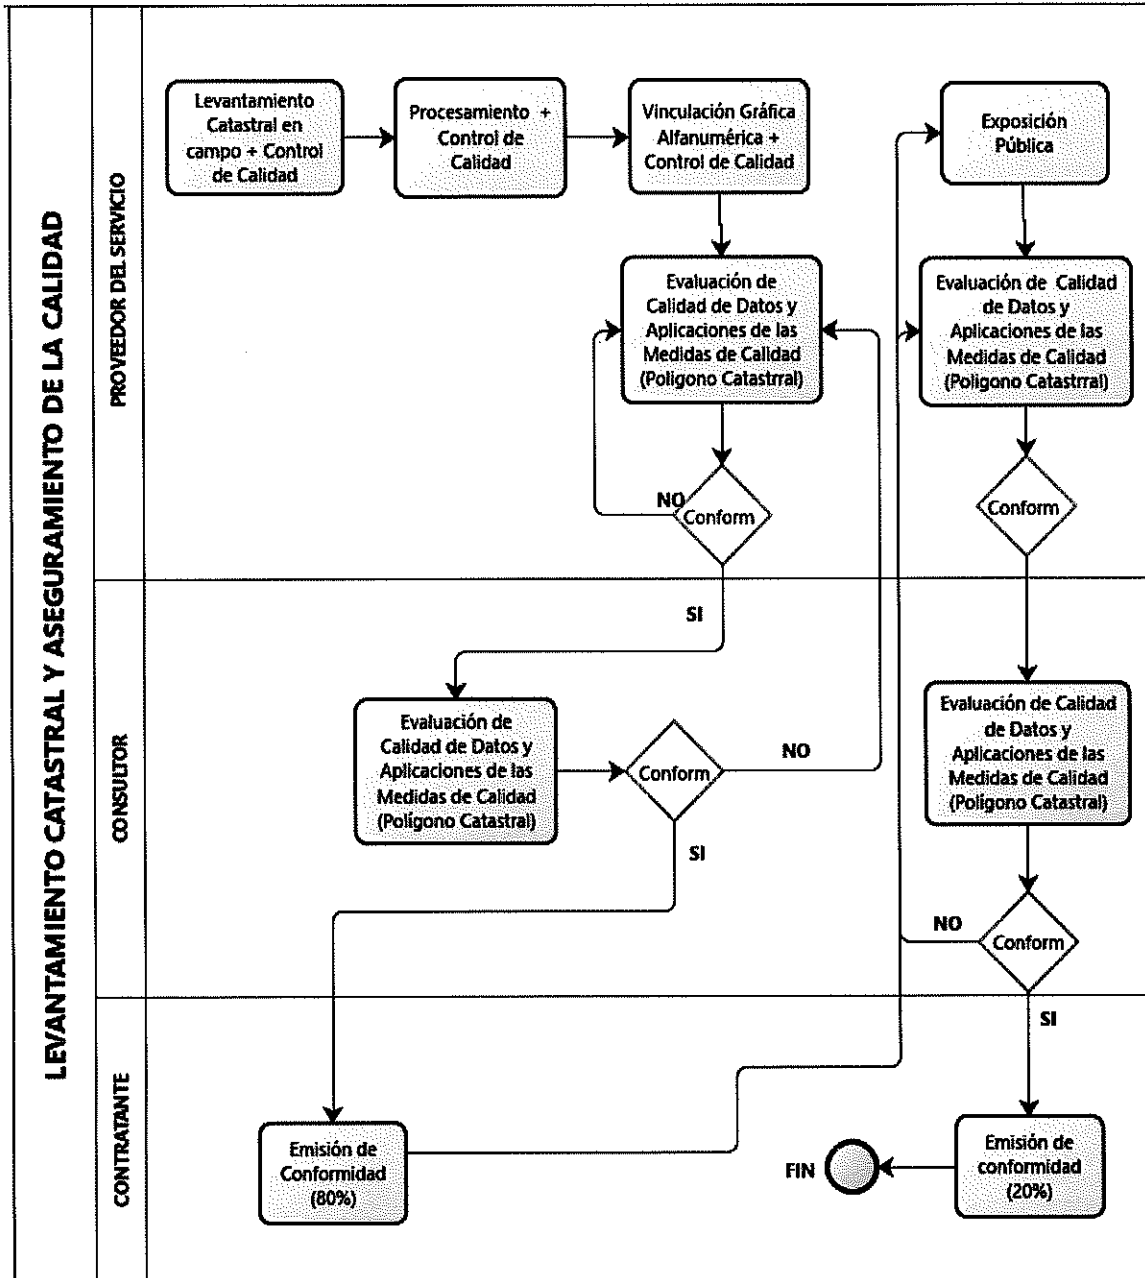 LEVANTAMIENTO CATASTRAL Y ASEGURAMIENTO DE LA CALIDAD
PROVEEDOR DEL SERVICIO
Levantamiento
Catastral en
campo + Control
de Calidad
Procesamiento +
Control de
Calidad
Vinculación Gráfica
Alfanumérica +
Control de Calidad
Exposición
Pública
Evaluación de
Calidad de Datos y
Aplicaciones de las
Medidas de Calidad
(Poligono Catastrral)
Evaluación de Calidad
de Datos y
Aplicaciones de las
Medidas de Calidad
(Poligono Catastrral)
NO
Conform
Conform
CONSULTOR
SI
Evaluación de
Calidad de Datos y
Aplicaciones de las
Medidas de Calidad
(Polígono Catastral)
Conform
NO
SI
Evaluación de Calidad
de Datos y
Aplicaciones de las
Medidas de Calidad
(Polígono Catastral)
NO
Conform
SI
CONTRATANTE
Emisión de
Conformidad
(80%)
FIN
Emisión de
conformidad
(20%)